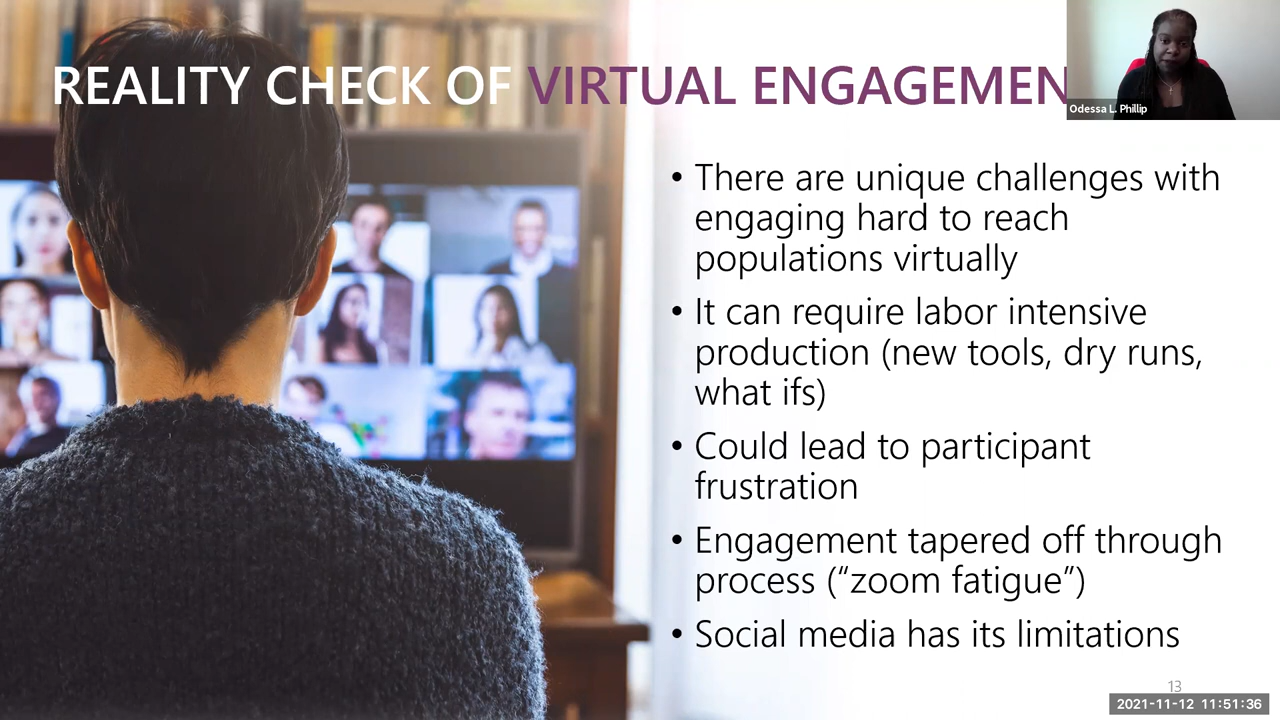 REALITY CHECK OF VIRTUAL ENGAGEMEN
Odessa L. Phillip
• There are unique challenges with
engaging hard to reach
populations virtually
• It can require labor intensive
production (new tools, dry runs,
what ifs)
• Could lead to participant
frustration
• Engagement tapered off through
process (“zoom fatigue”)
• Social media has its limitations
13
2021-11-12 11:51:36